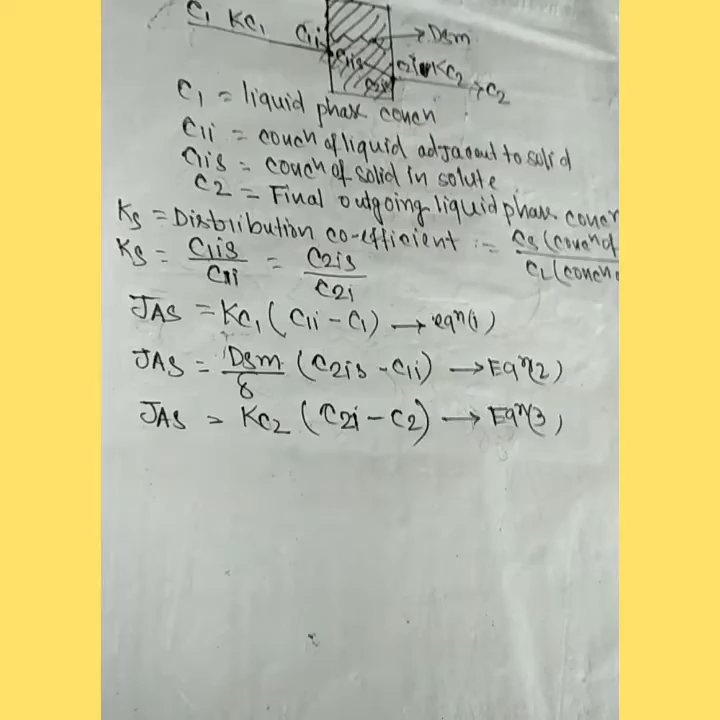 C1 KC1 C1i → Dsm
C1is C2i KC2 → C2
C2is
C1 = liquid phase concn
C1i = concn of liquid adjacent to solid
C1is = concn of solid in solute
C2 = Final outgoing liquid phase concn
Ks = Distribution co-efficient :- Cs (concn of
CL (concn
Ks = C1is / C1i = C2is / C2i
JAS = KC1 (C1i - C1) → eqn(1)
JAS = Dsm / δ (C2is - C1i) → Eqn(2)
JAS = KC2 (C2i - C2) → Eqn(3)